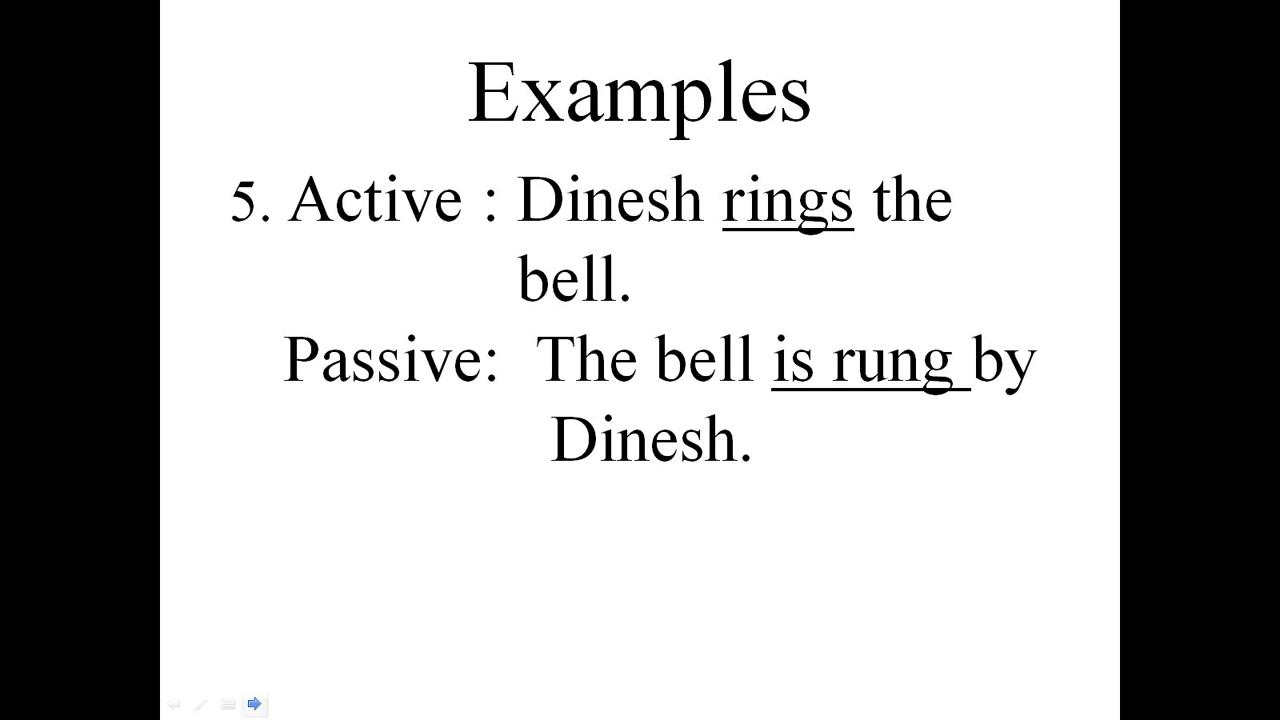 Examples
5. Active : Dinesh rings the
bell.
Passive: The bell is rung by
Dinesh.